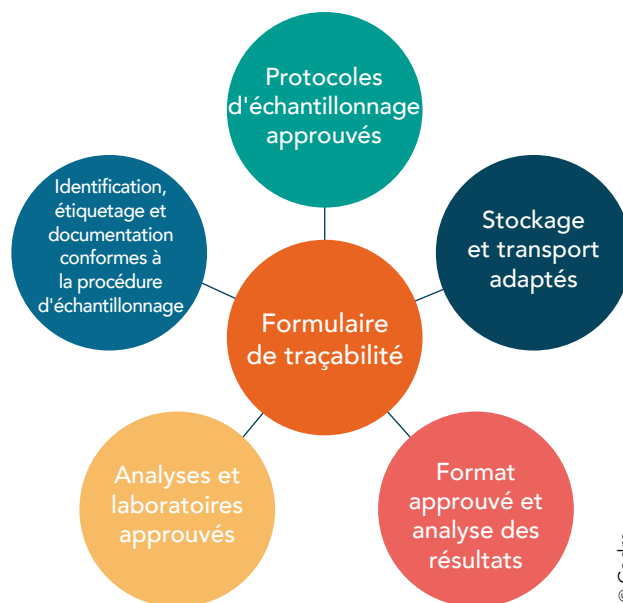 Protocoles
d'échantillonnage
approuvés
Identification,
étiquetage et
documentation
conformes à
la procédure
d'échantillonnage
Stockage
et transport
adaptés
Formulaire
de traçabilité
Analyses et
laboratoires
approuvés
Format
approuvé et
analyse des
résultats
©